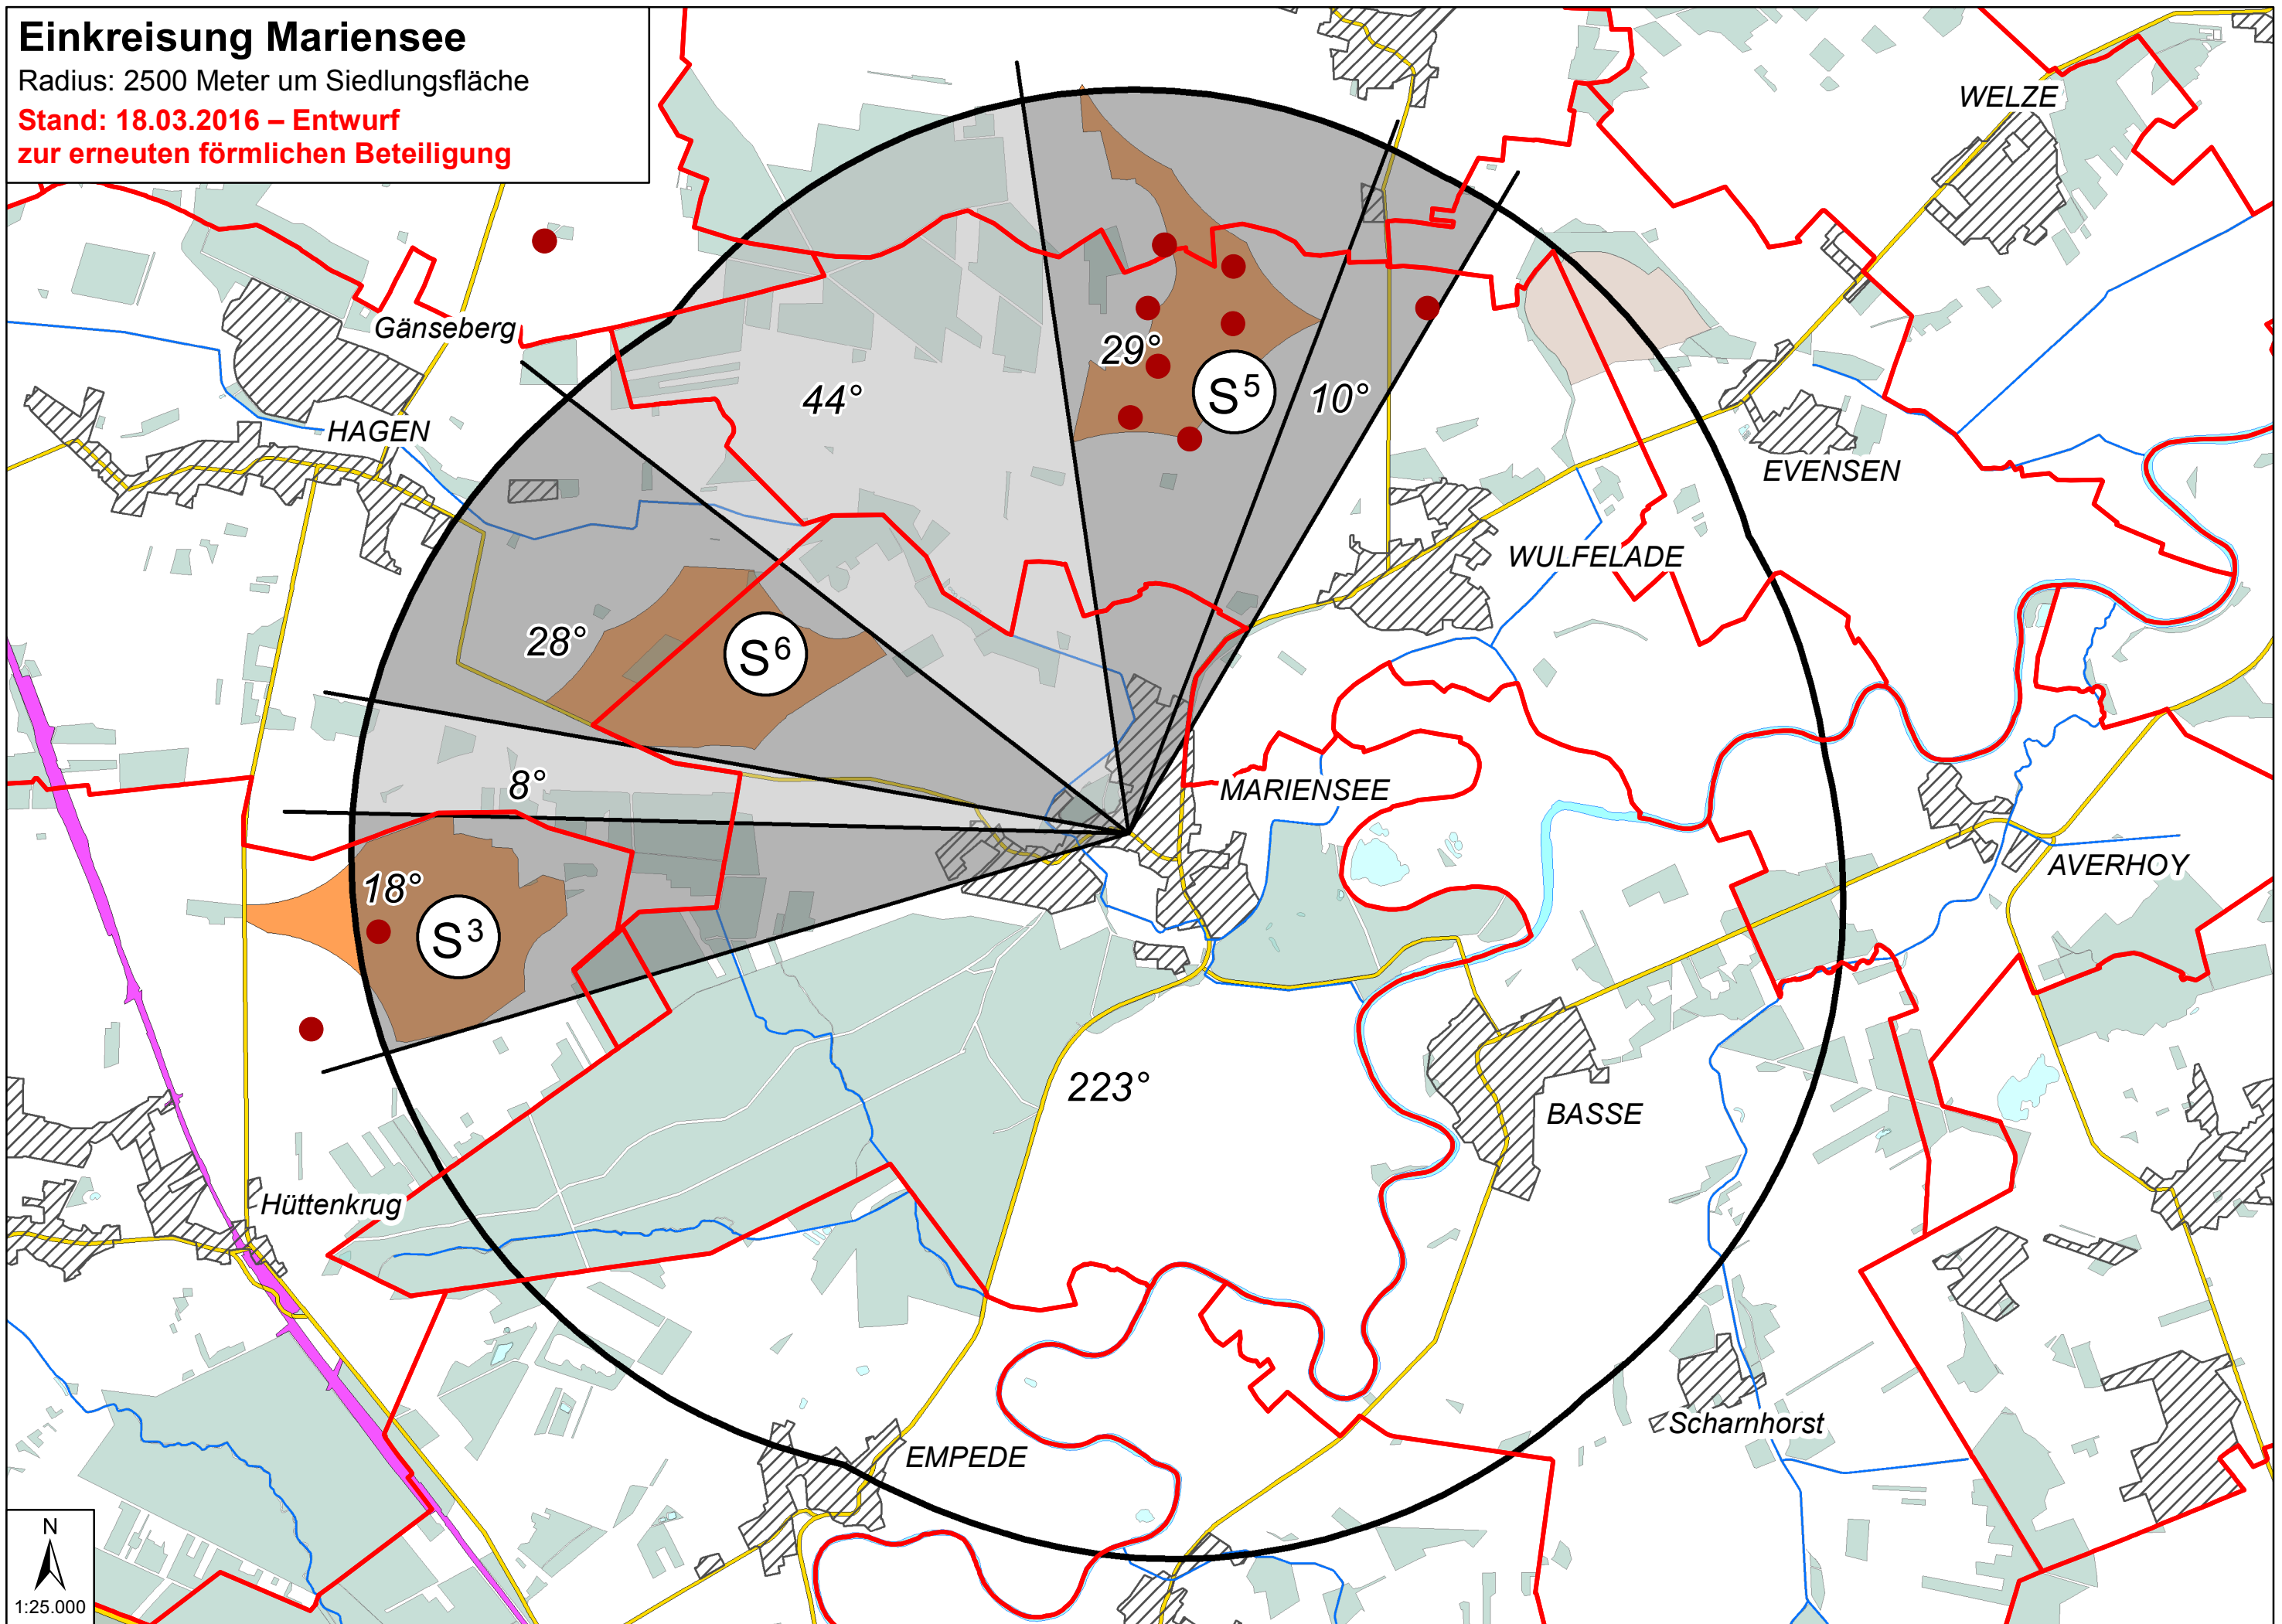 Einkreisung Mariensee
Radius: 2500 Meter um Siedlungsfläche
Stand: 18.03.2016 – Entwurf
zur erneuten förmlichen Beteiligung
WELZE
Gänseberg
29°
44°
S5
10°
HAGEN
EVENSEN
WULFELADE
28°
S6
8°
MARIENSEE
AVERHOY
18°
S3
223°
BASSE
Hüttenkrug
Scharnhorst
EMPEDE
N
1:25.000